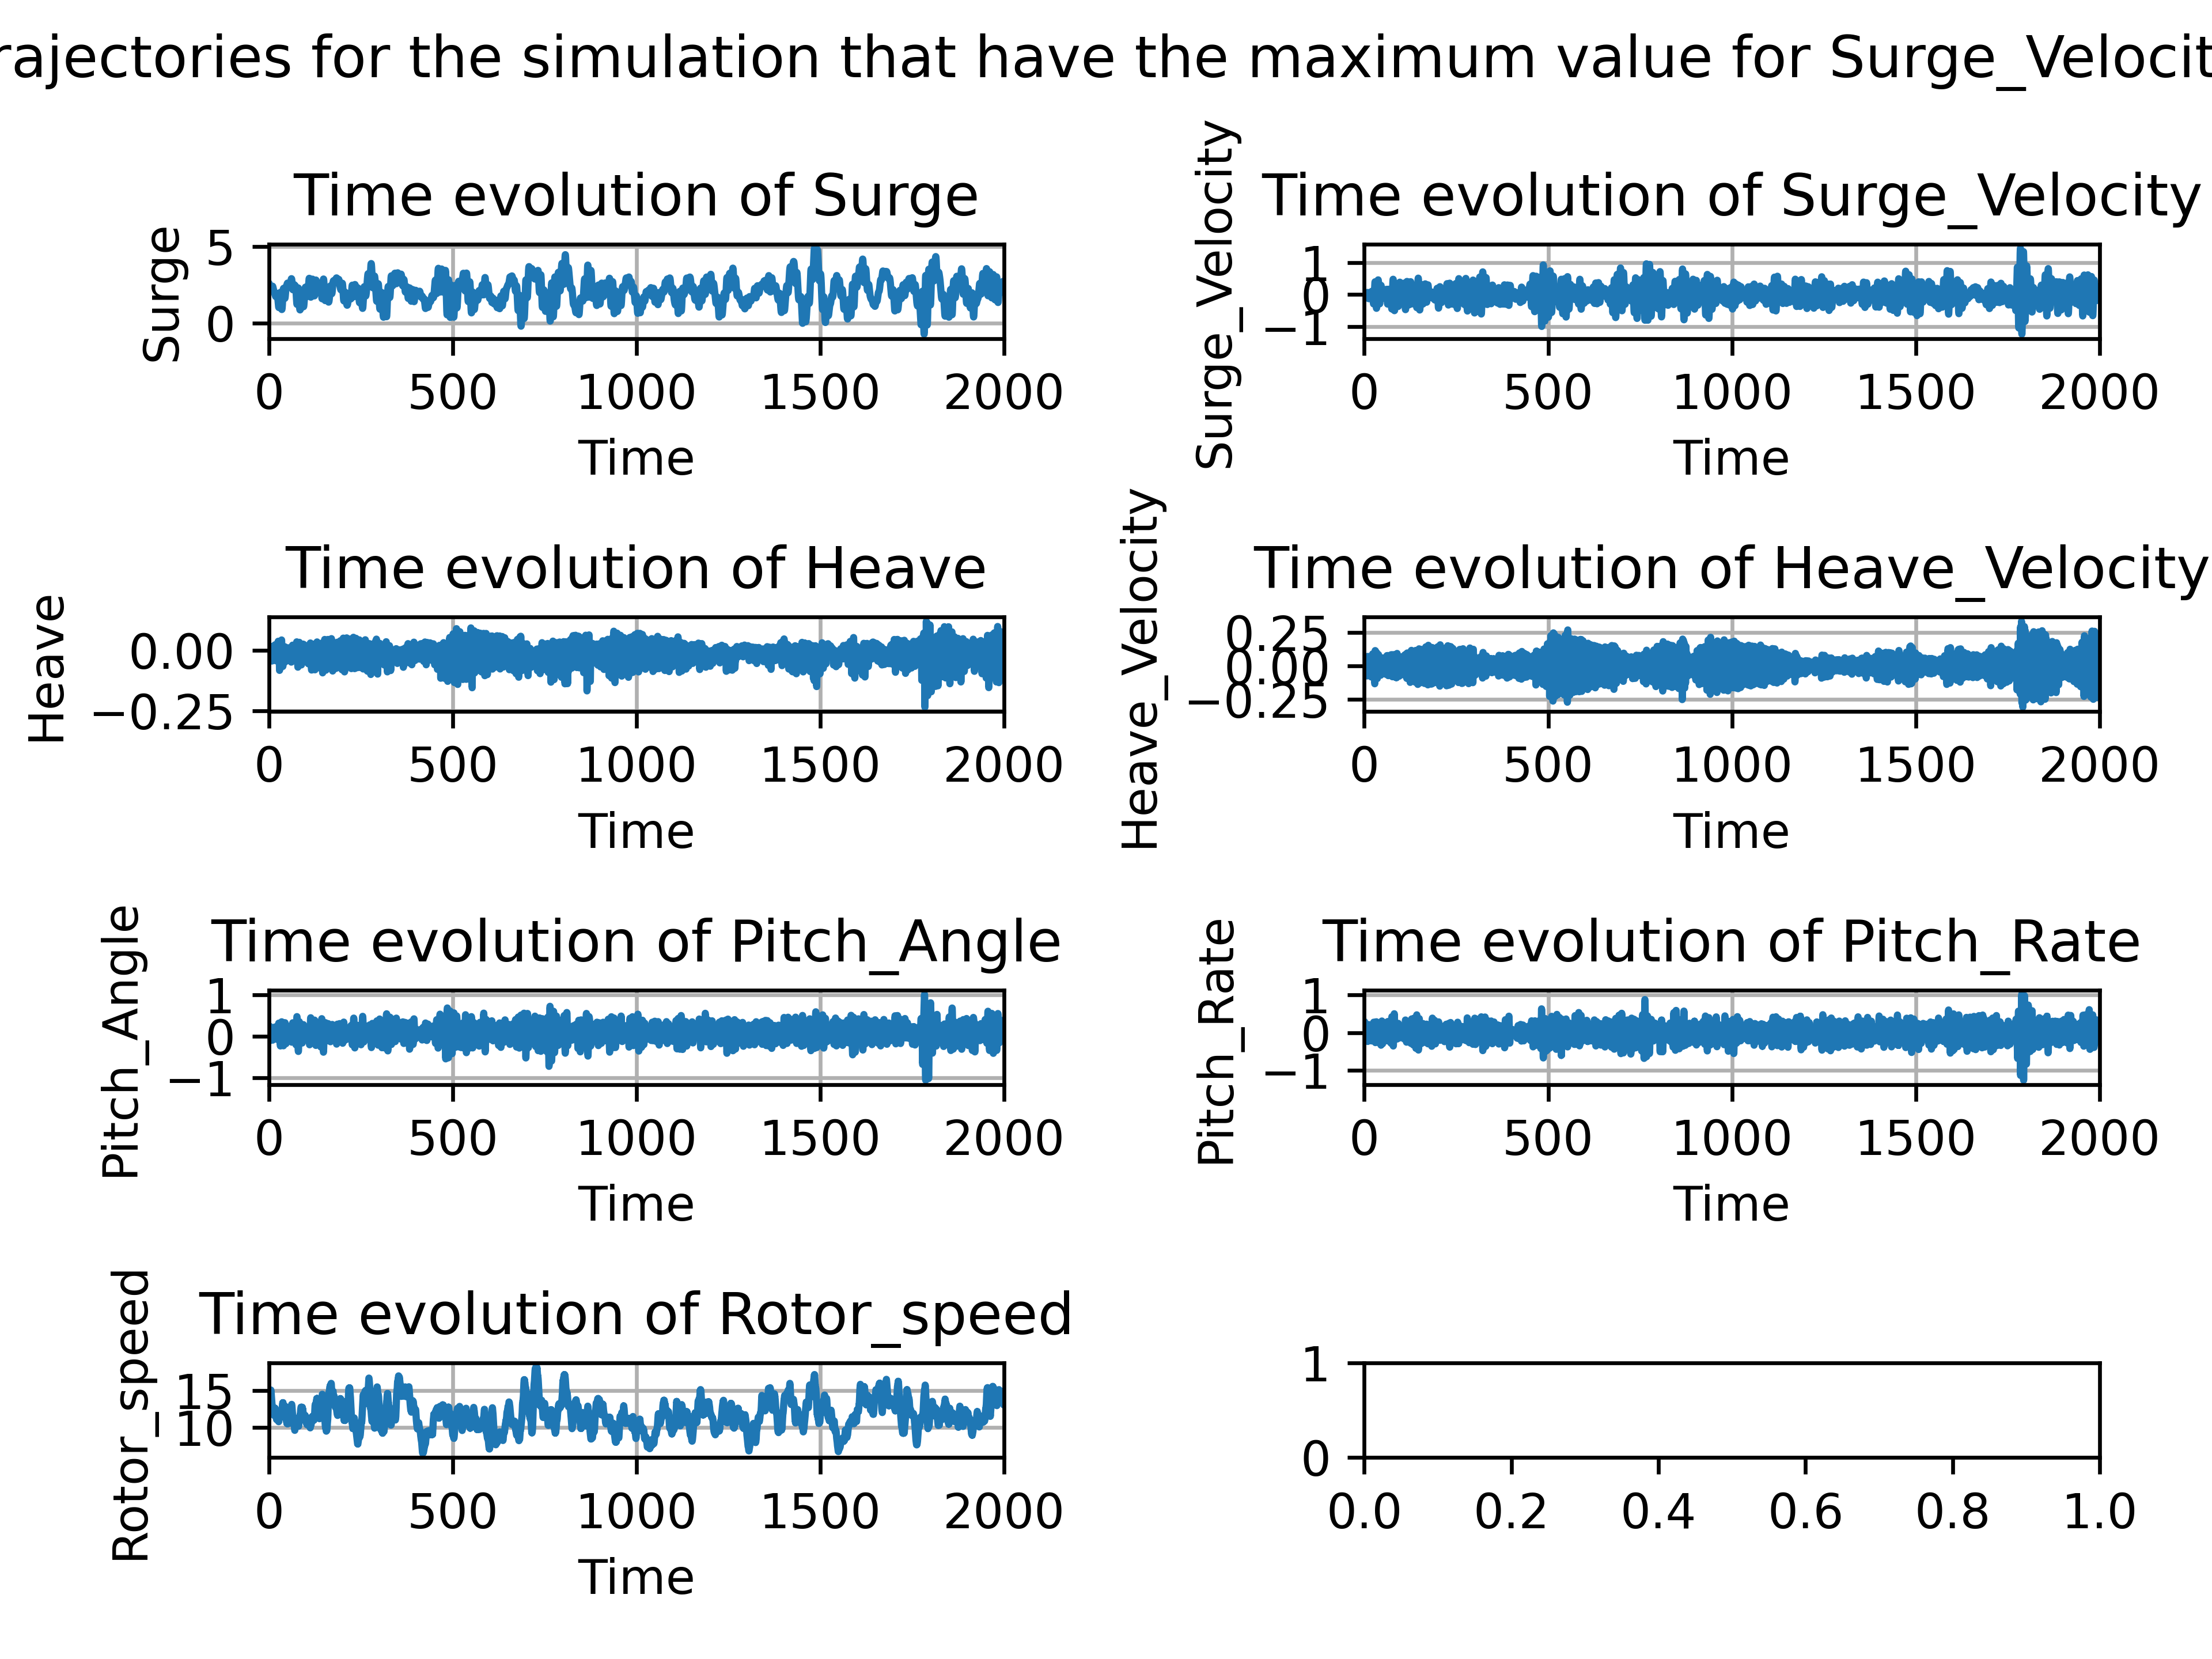 rajectories for the simulation that have the maximum value for Surge_Velocit
Time evolution of Surge
Surge
5
0
0 500 1000 1500 2000
Time
Time evolution of Surge_Velocity
Surge_Velocity
1
0
−1
0 500 1000 1500 2000
Time
Time evolution of Heave
Heave
0.00
−0.25
0 500 1000 1500 2000
Time
Time evolution of Heave_Velocity
Heave_Velocity
0.25
0.00
−0.25
0 500 1000 1500 2000
Time
Time evolution of Pitch_Angle
Pitch_Angle
1
0
−1
0 500 1000 1500 2000
Time
Time evolution of Pitch_Rate
Pitch_Rate
1
0
−1
0 500 1000 1500 2000
Time
Time evolution of Rotor_speed
Rotor_speed
15
10
0 500 1000 1500 2000
Time
1
0
0.0 0.2 0.4 0.6 0.8 1.0